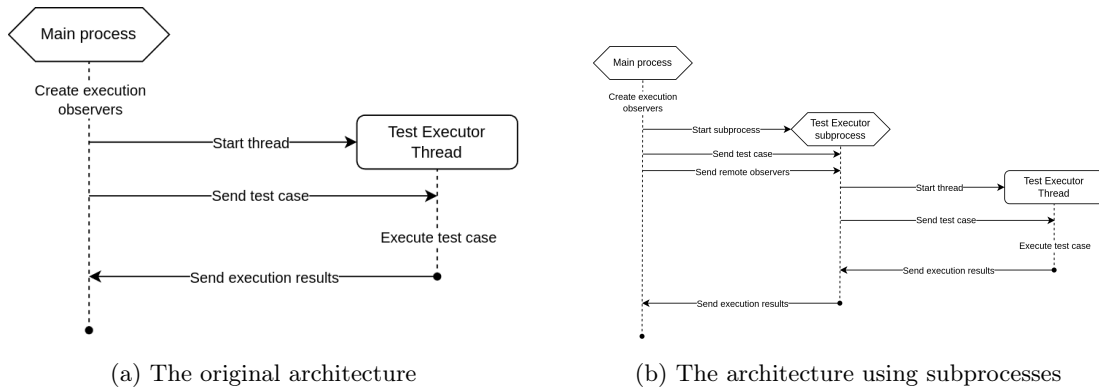 Main process
Create execution
observers
Start thread
Test Executor
Thread
Send test case
Execute test case
Send execution results
(a) The original architecture
Main process
Create execution
observers
Start subprocess
Test Executor
subprocess
Send test case
Send remote observers
Start thread
Test Executor
Thread
Send test case
Execute test case
Send execution results
Send execution results
(b) The architecture using subprocesses